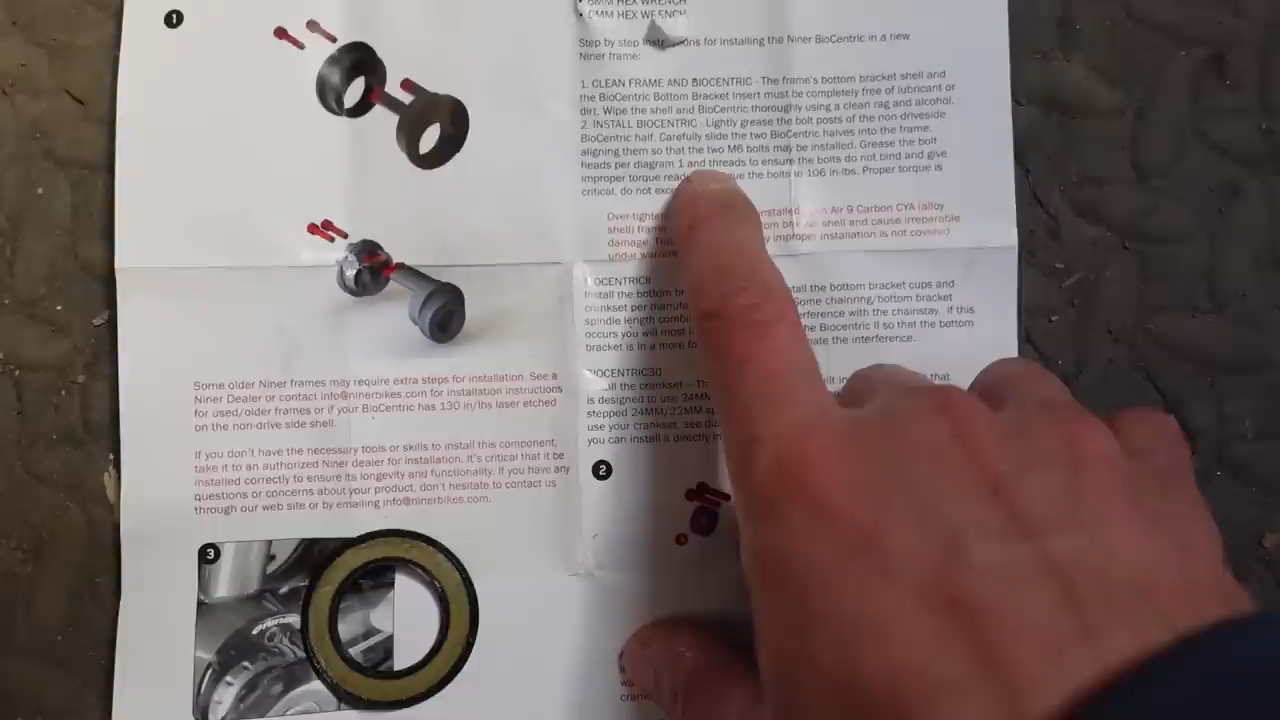 1
Some older Niner frames may require extra steps for installation. See a
Niner Dealer or contact info@ninerbikes.com for installation instructions
for used/older frames or if your BioCentric has 130 in/lbs laser etched
on the non-drive side shell.
If you don't have the necessary tools or skills to install this component,
take it to an authorized Niner dealer for installation. It's critical that it be
installed correctly to ensure its longevity and functionality. If you have any
questions or concerns about your product, don't hesitate to contact us
through our web site or by emailing info@ninerbikes.com.
3
HEX WRENCH
MM HEX WRENCH
Step by step for installing the Niner BioCentric in a new
Niner frame:
1. CLEAN FRAME AND BIOCENTRIC - The frame's bottom bracket shell and
the BioCentric Bottom Bracket Insert must be completely free of lubricant or
dirt. Wipe the shell and BioCentric thoroughly using a clean rag and alcohol.
2. INSTALL BIOCENTRIC - Lightly grease the bolt posts of the non-driveside
BioCentric half. Carefully slide the two BioCentric halves into the frame,
aligning them so that the two M6 bolts may be installed. Grease the bolt
heads per diagram 1 and threads to ensure the bolts do not bind and give
improper torque the bolts to 106 in-lbs. Proper torque is
critical, do not
installed Air 9 Carbon CYA (alloy
shell) shell and cause irreparable
damage. improper installation is not covered
under
Install the bottom the bottom bracket cups and
crankset per Some chainring/bottom bracket
spindle length with the chainstay. If this
occurs you will most the Biocentric II so that the bottom
bracket is in a more the interference.
BIOCENTRIC30
the crankset - that
is designed to use 24MM
stepped 24MM/22MM
use your crankset, see
you can install it directly
2